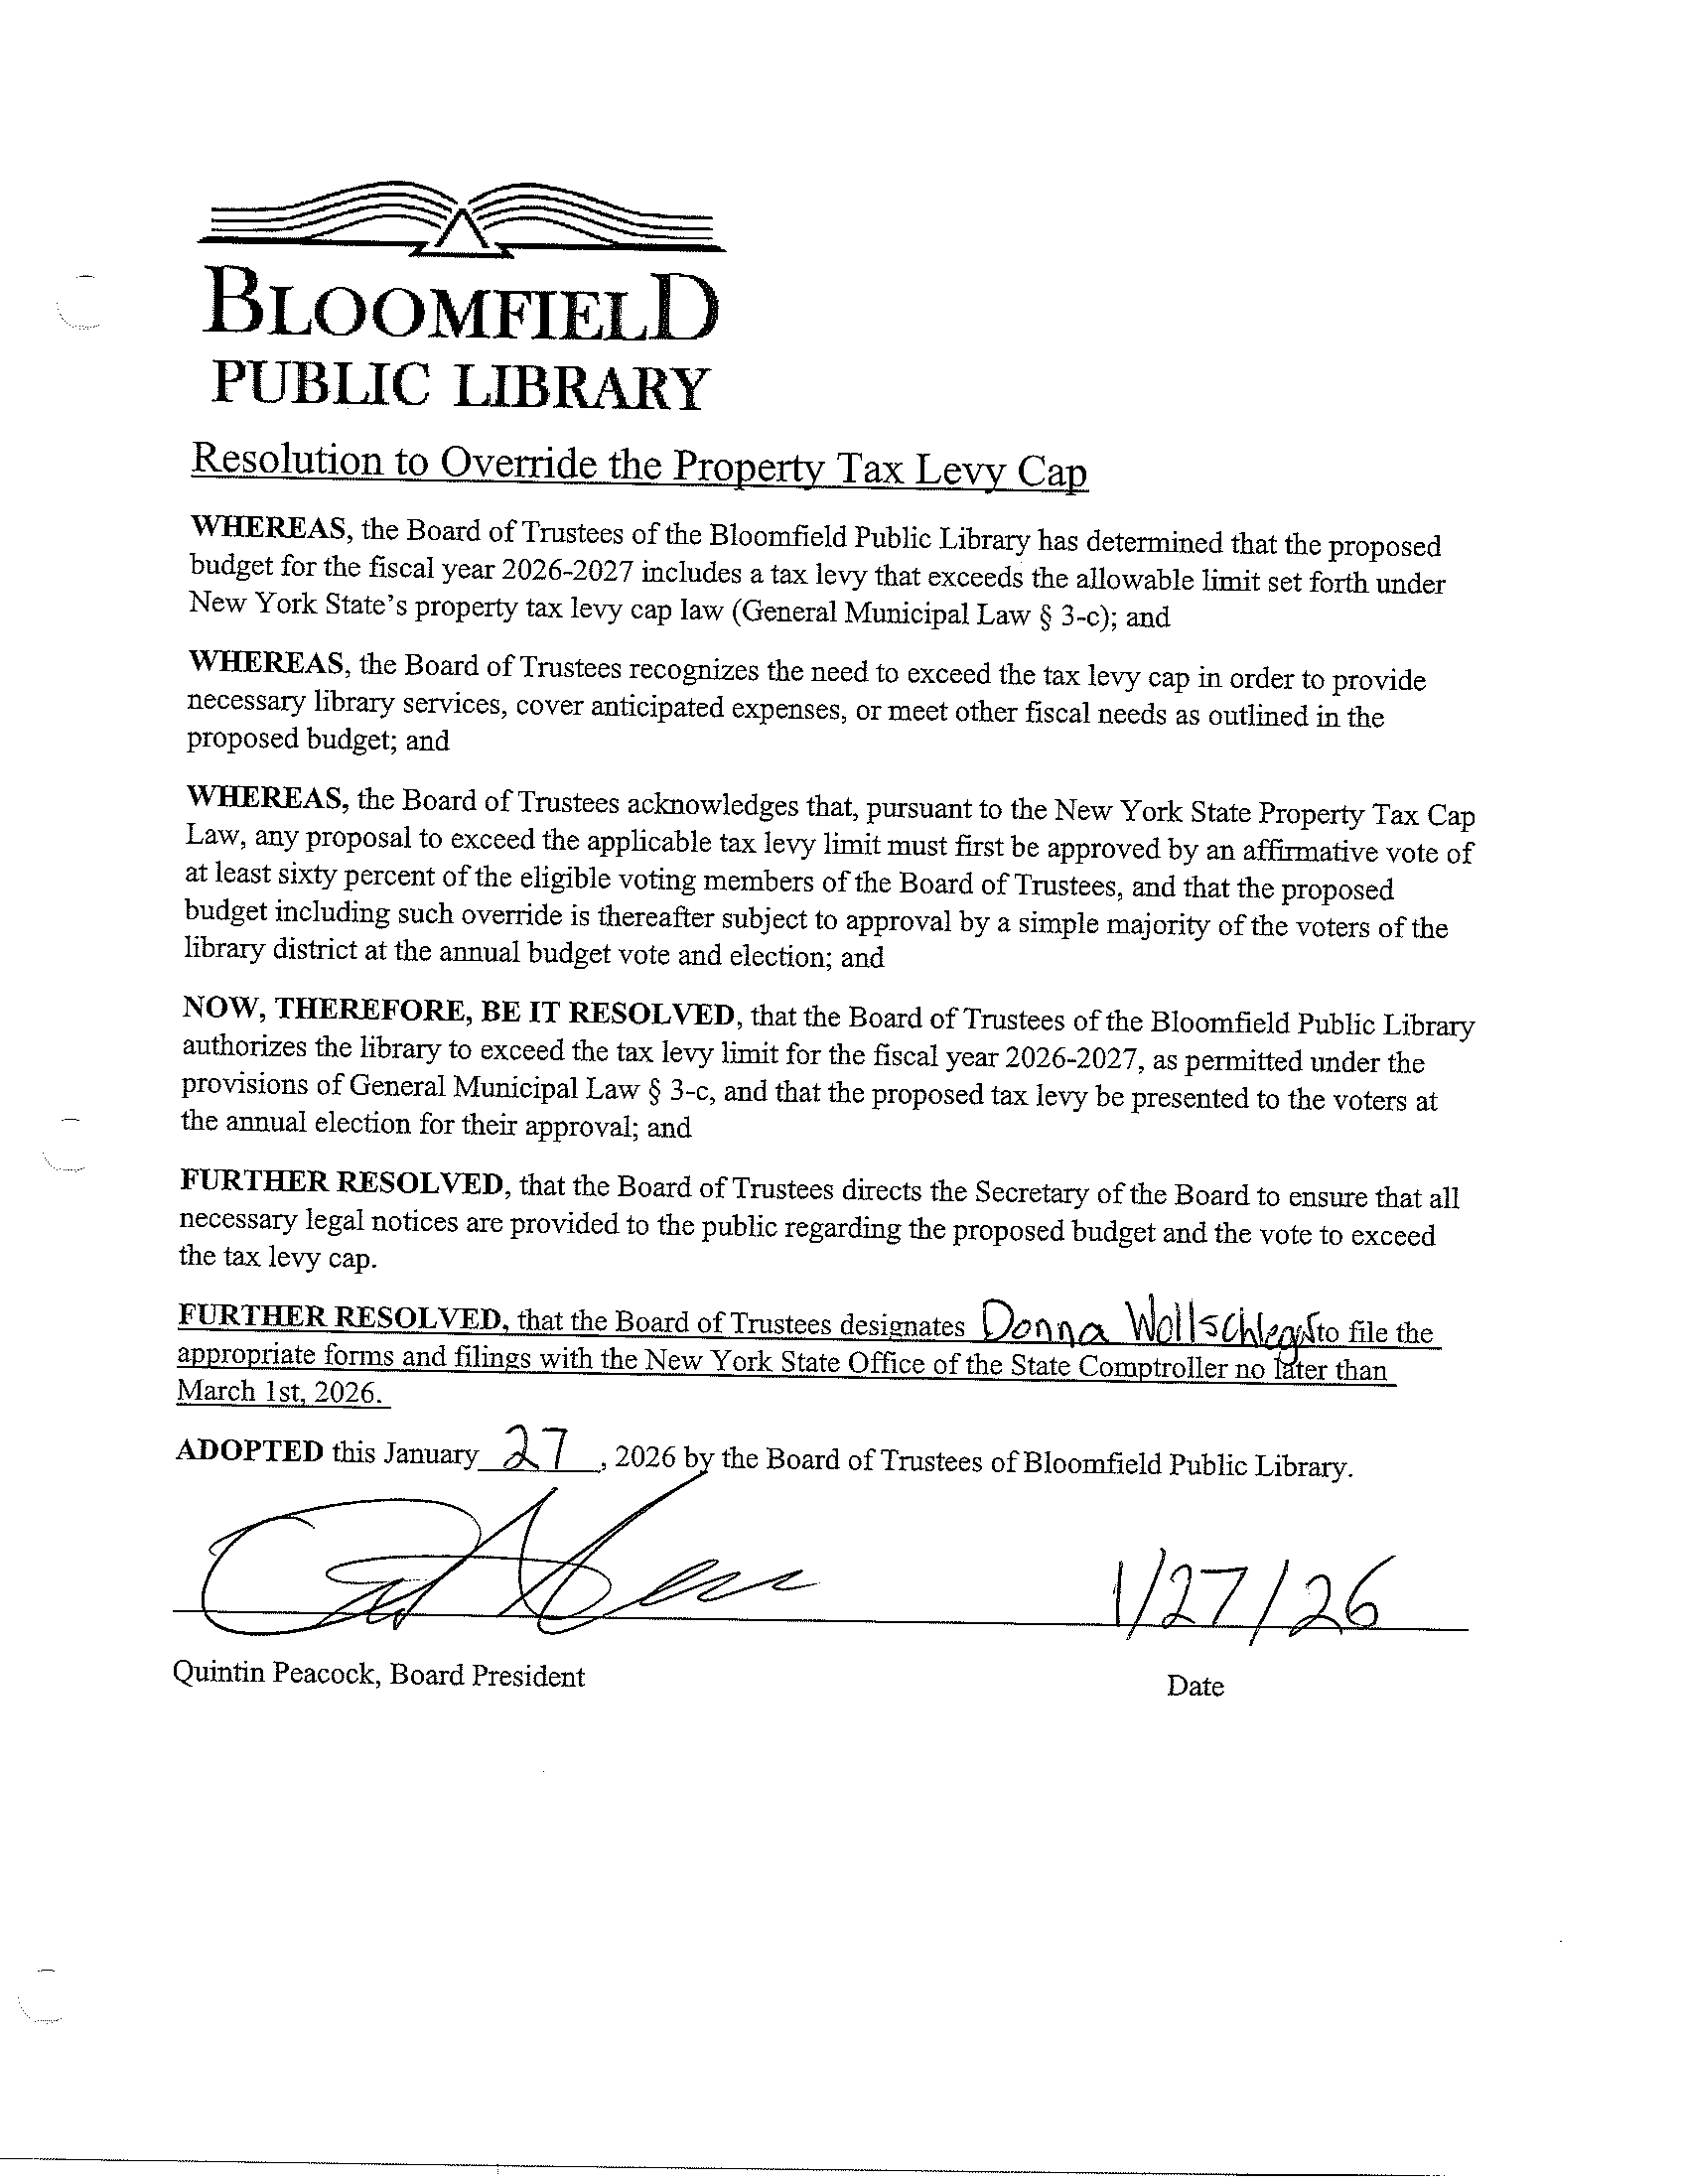 BLOOMFIELD
PUBLIC LIBRARY
Resolution to Override the Property Tax Levy Cap
WHEREAS, the Board of Trustees of the Bloomfield Public Library has determined that the proposed
budget for the fiscal year 2026-2027 includes a tax levy that exceeds the allowable limit set forth under
New York State's property tax levy cap law (General Municipal Law § 3-c); and
WHEREAS, the Board of Trustees recognizes the need to exceed the tax levy cap in order to provide
necessary library services, cover anticipated expenses, or meet other fiscal needs as outlined in the
proposed budget; and
WHEREAS, the Board of Trustees acknowledges that, pursuant to the New York State Property Tax Cap
Law, any proposal to exceed the applicable tax levy limit must first be approved by an affirmative vote of
at least sixty percent of the eligible voting members of the Board of Trustees, and that the proposed
budget including such override is thereafter subject to approval by a simple majority of the voters of the
library district at the annual budget vote and election; and
NOW, THEREFORE, BE IT RESOLVED, that the Board of Trustees of the Bloomfield Public Library
authorizes the library to exceed the tax levy limit for the fiscal year 2026-2027, as permitted under the
provisions of General Municipal Law § 3-c, and that the proposed tax levy be presented to the voters at
the annual election for their approval; and
FURTHER RESOLVED, that the Board of Trustees directs the Secretary of the Board to ensure that all
necessary legal notices are provided to the public regarding the proposed budget and the vote to exceed
the tax levy cap.
FURTHER RESOLVED, that the Board of Trustees designates Donna to file the
appropriate forms and filings with the New York State Office of the State Comptroller no later than
March 1st, 2026.
ADOPTED this January 27, 2026 by the Board of Trustees of Bloomfield Public Library.
1/27/26
Quintin Peacock, Board President Date